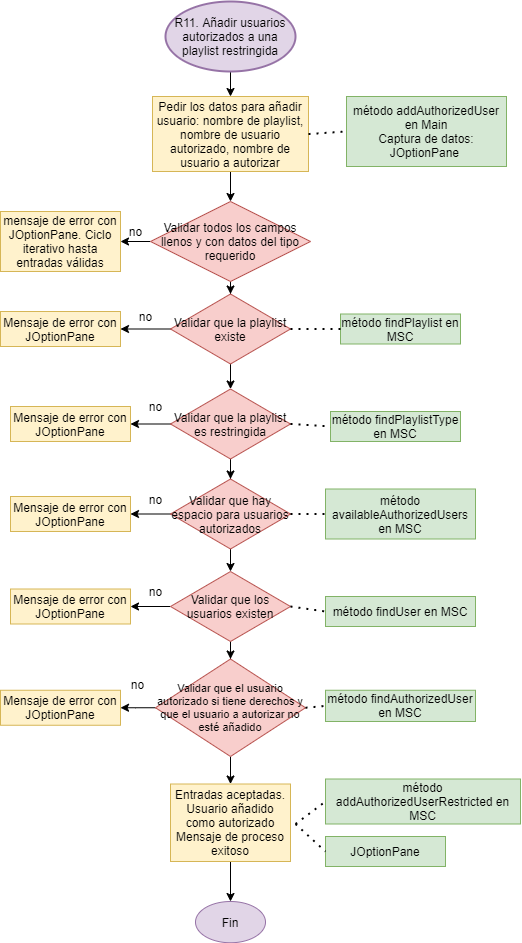 R11. Añadir usuarios
autorizados a una
playlist restringida
Pedir los datos para añadir
usuario: nombre de playlist,
nombre de usuario
autorizado, nombre de
usuario a autorizar
método addAuthorizedUser
en Main
Captura de datos:
JOptionPane
Validar todos los campos
llenos y con datos del tipo
requerido
no
mensaje de error con
JOptionPane. Ciclo
iterativo hasta
entradas válidas
Validar que la playlist
existe
no
Mensaje de error con
JOptionPane
método findPlaylist en
MSC
Validar que la playlist
es restringida
no
Mensaje de error con
JOptionPane
método findPlaylistType
en MSC
Validar que hay
espacio para usuarios
autorizados
no
Mensaje de error con
JOptionPane
método
availableAuthorizedUsers
en MSC
Validar que los
usuarios existen
no
Mensaje de error con
JOptionPane
método findUser en MSC
Validar que el usuario
autorizado si tiene derechos y
que el usuario a autorizar no
esté añadido
no
Mensaje de error con
JOptionPane
método findAuthorizedUser
en MSC
Entradas aceptadas.
Usuario añadido
como autorizado
Mensaje de proceso
exitoso
método
addAuthorizedUserRestricted en
MSC
JOptionPane
Fin